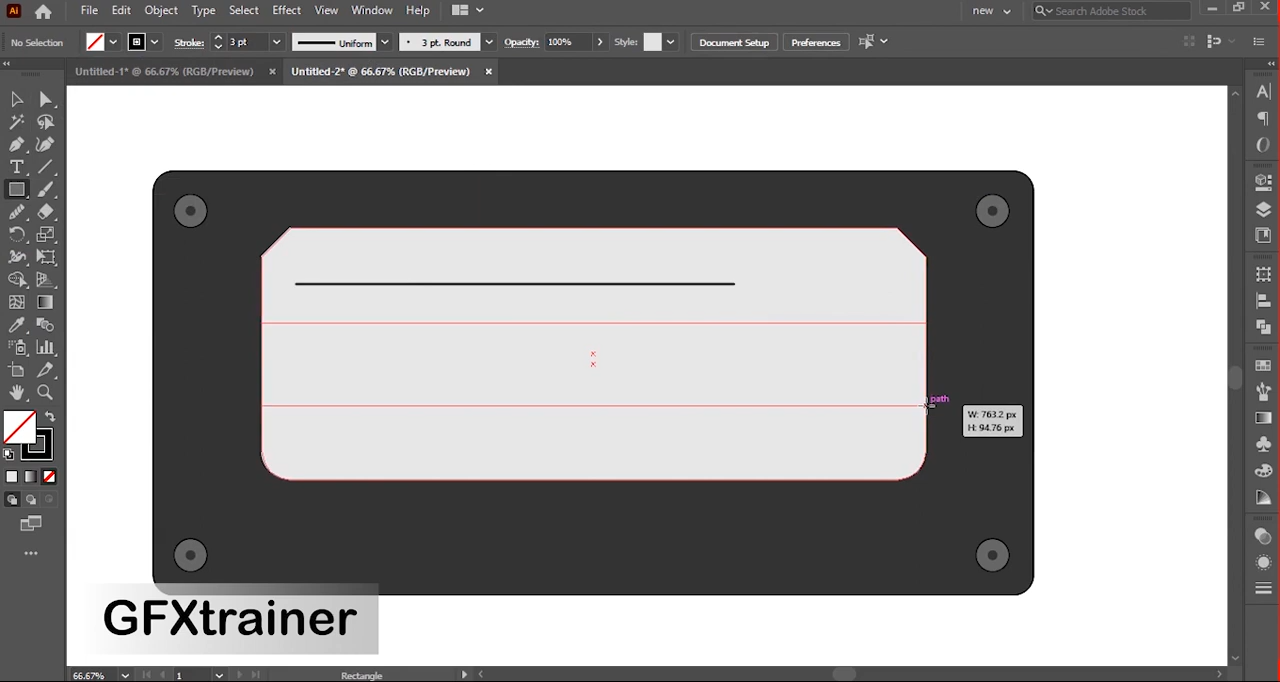 Ai File Edit Object Type Select Effect View Window Help new Search Adobe Stock
No Selection Stroke: 3 pt Uniform 3 pt. Round Opacity: 100% Style: Document Setup Preferences
Untitled-1* @ 66.67% (RGB/Preview) × Untitled-2* @ 66.67% (RGB/Preview) ×
path
W: 763.2 px
H: 94.76 px
GFXtrainer
66.67% 1 Rectangle